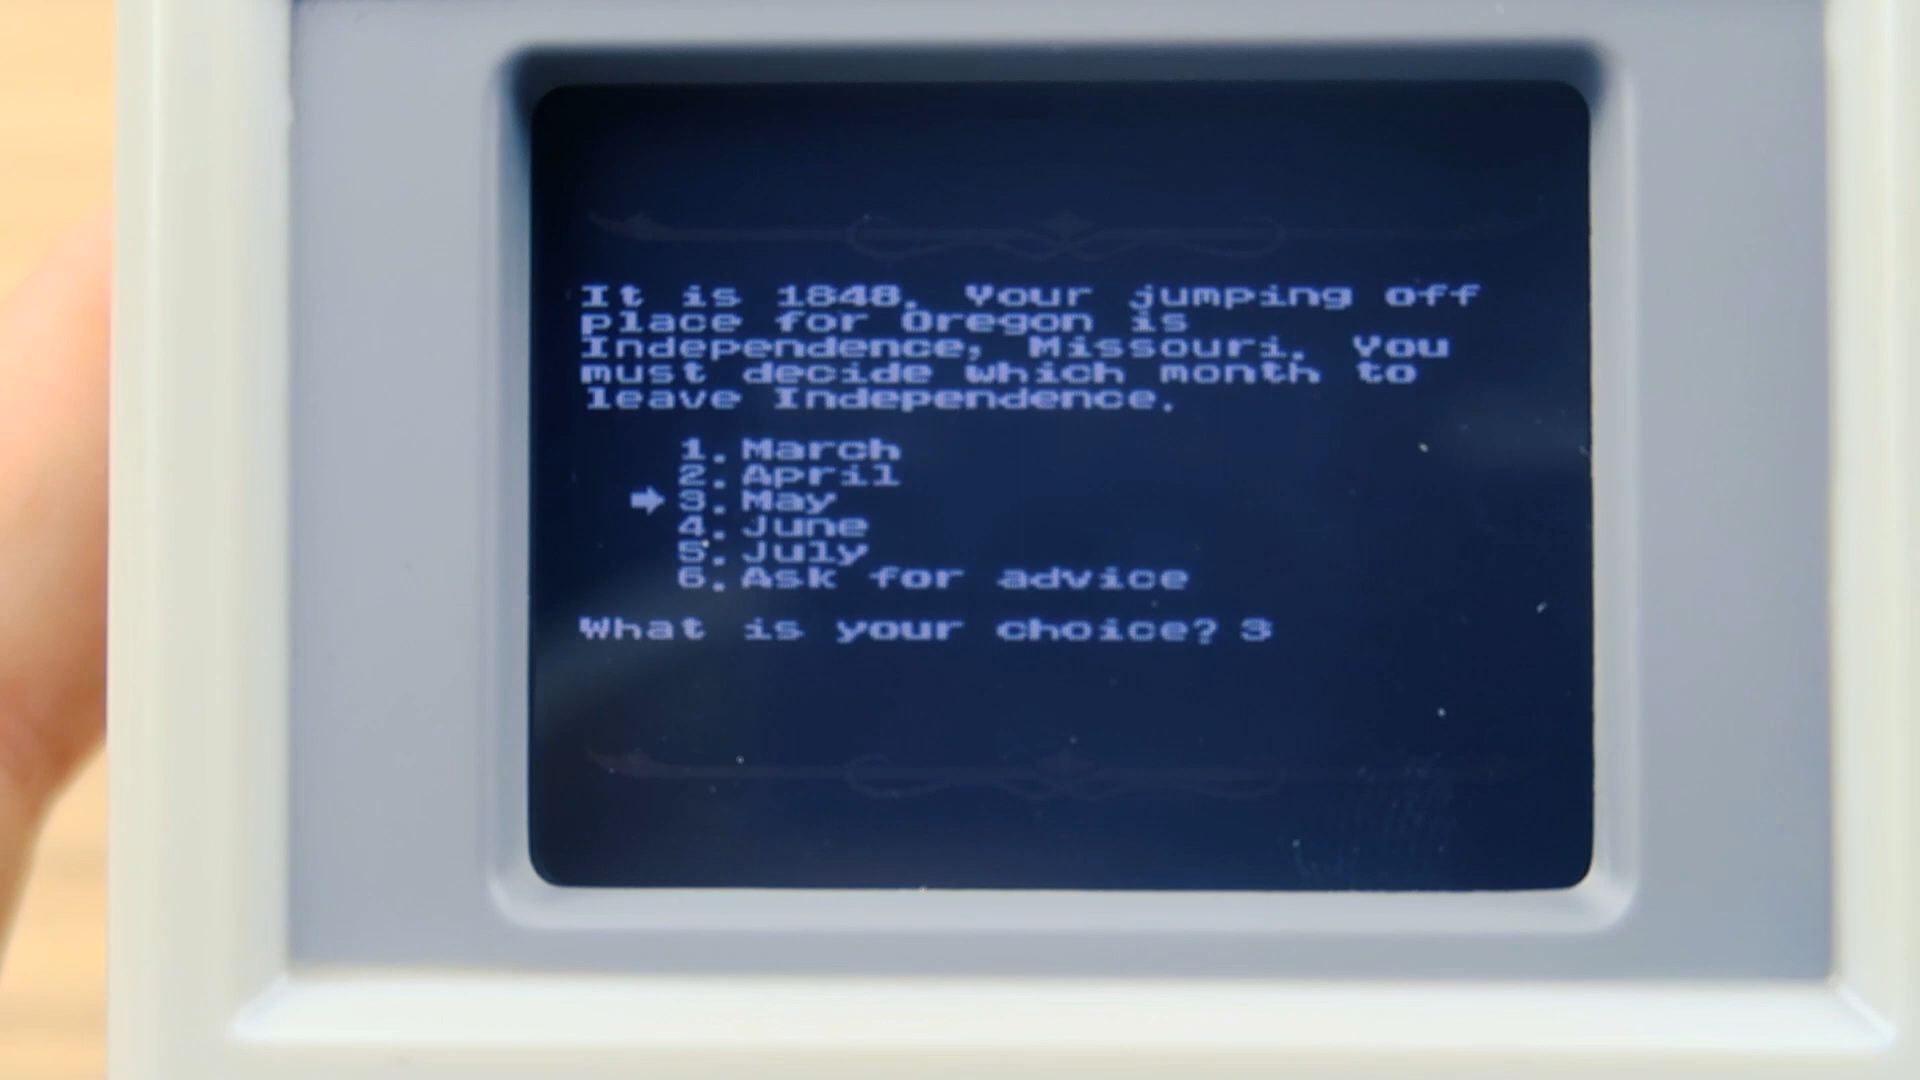 It is 1848. Your jumping off
place for Oregon is
Independence, Missouri. You
must decide which month to
leave Independence.
1. March
2. April
3. May
4. June
5. July
6. Ask for advice
What is your choice? 3